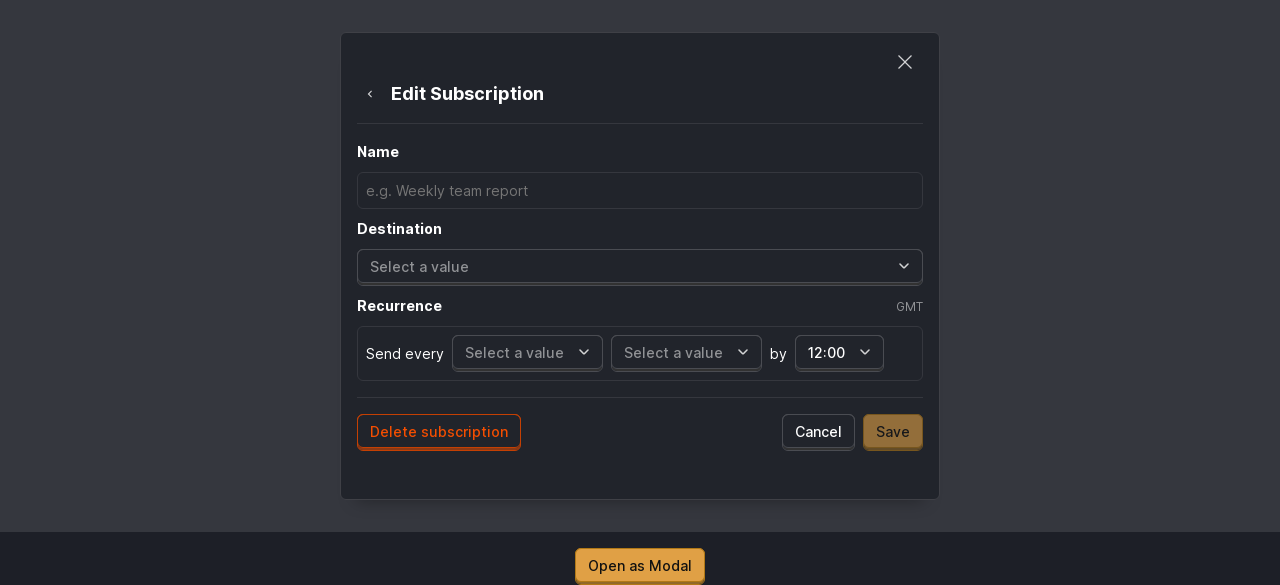 Edit Subscription
Name
e.g. Weekly team report
Destination
Select a value
Recurrence GMT
Send every Select a value Select a value by 12:00
Delete subscription Cancel Save
Open as Modal